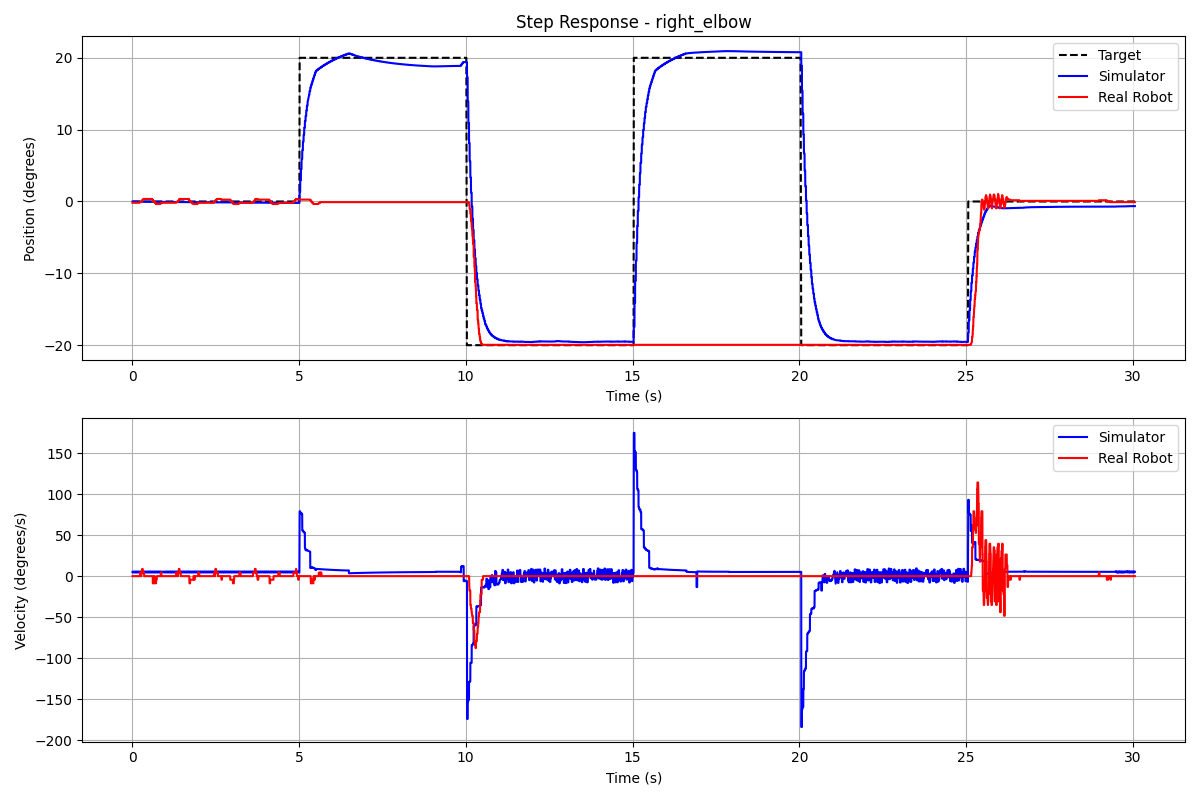 Step Response - right_elbow
Position (degrees)
20
10
0
−10
−20
Target
Simulator
Real Robot
0 5 10 15 20 25 30
Time (s)
Velocity (degrees/s)
150
100
50
0
−50
−100
−150
−200
Simulator
Real Robot
0 5 10 15 20 25 30
Time (s)